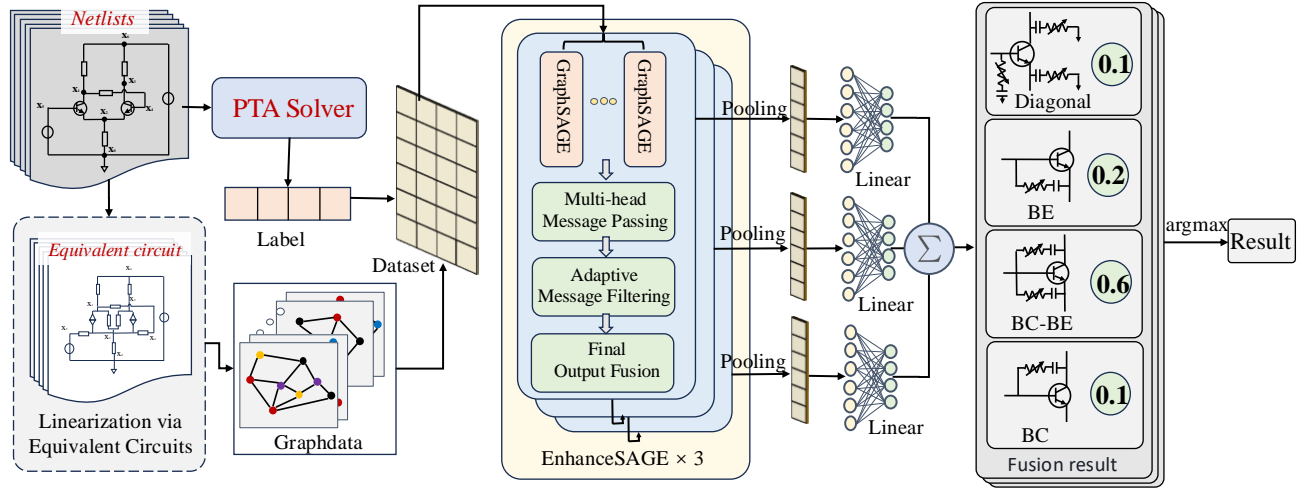 Netlists
PTA Solver
Label
Equivalent circuit
Linearization via
Equivalent Circuits
Graphdata
Dataset
GraphSAGE
GraphSAGE
Multi-head
Message Passing
Adaptive
Message Filtering
Final
Output Fusion
EnhanceSAGE × 3
Pooling
Pooling
Pooling
Linear
Linear
Linear
Σ
Diagonal
0.1
BE
0.2
BC-BE
0.6
BC
0.1
Fusion result
argmax
Result